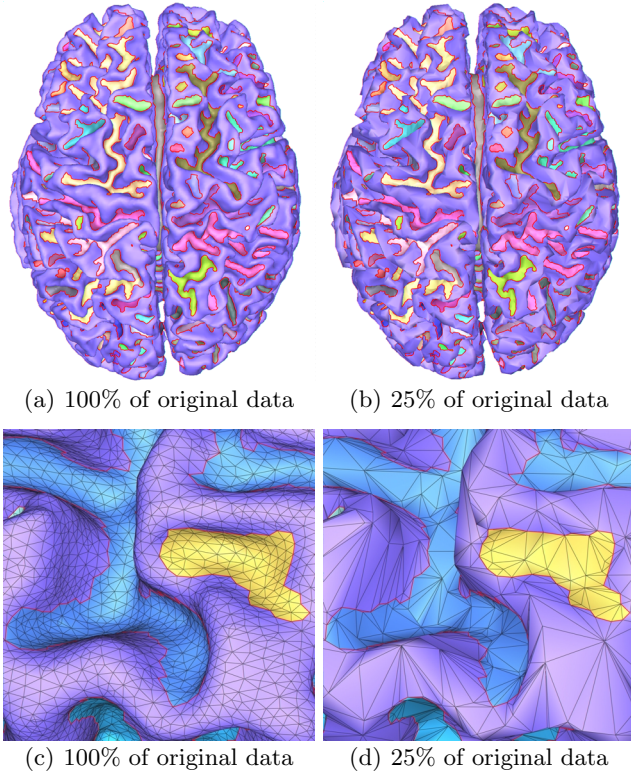 (a) 100% of original data
(b) 25% of original data
(c) 100% of original data
(d) 25% of original data